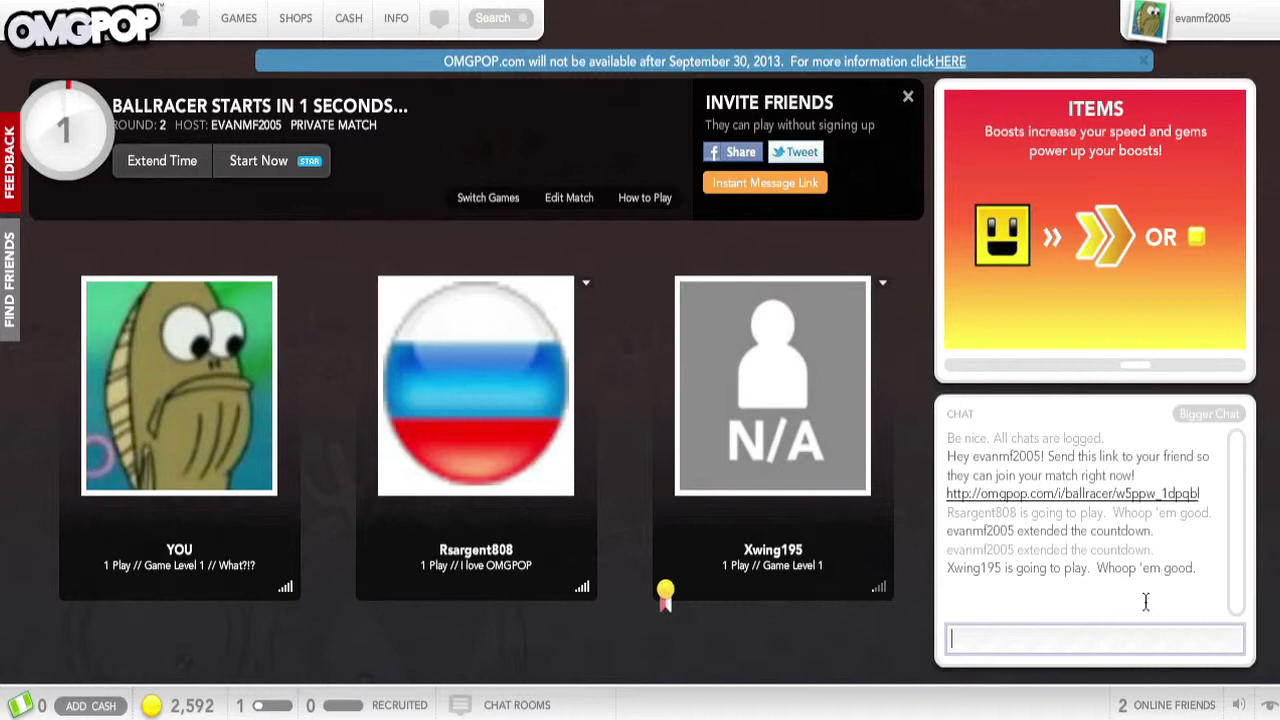 OMGPOP™
GAMES
SHOPS
CASH
INFO
Search
evanmf2005
OMGPOP.com will not be available after September 30, 2013. For more information click HERE
FEEDBACK
FIND FRIENDS
1
BALLRACER STARTS IN 1 SECONDS...
ROUND: 2 HOST: EVANMF2005 PRIVATE MATCH
Extend Time
Start Now STAR
Switch Games
Edit Match
How to Play
INVITE FRIENDS
They can play without signing up
f Share
Tweet
Instant Message Link
ITEMS
Boosts increase your speed and gems
power up your boosts!
OR
N/A
YOU
1 Play // Game Level 1 // What?!?
Rsargent808
1 Play // I love OMGPOP
Xwing195
1 Play // Game Level 1
CHAT
Bigger Chat
Be nice. All chats are logged.
Hey evanmf2005! Send this link to your friend so
they can join your match right now!
http://omgpop.com/i/ballracer/w5ppw_1dpqbl
Rsargent808 is going to play. Whoop 'em good.
evanmf2005 extended the countdown.
evanmf2005 extended the countdown.
Xwing195 is going to play. Whoop 'em good.
0
ADD CASH
2,592
1
0
RECRUITED
CHAT ROOMS
2 ONLINE FRIENDS